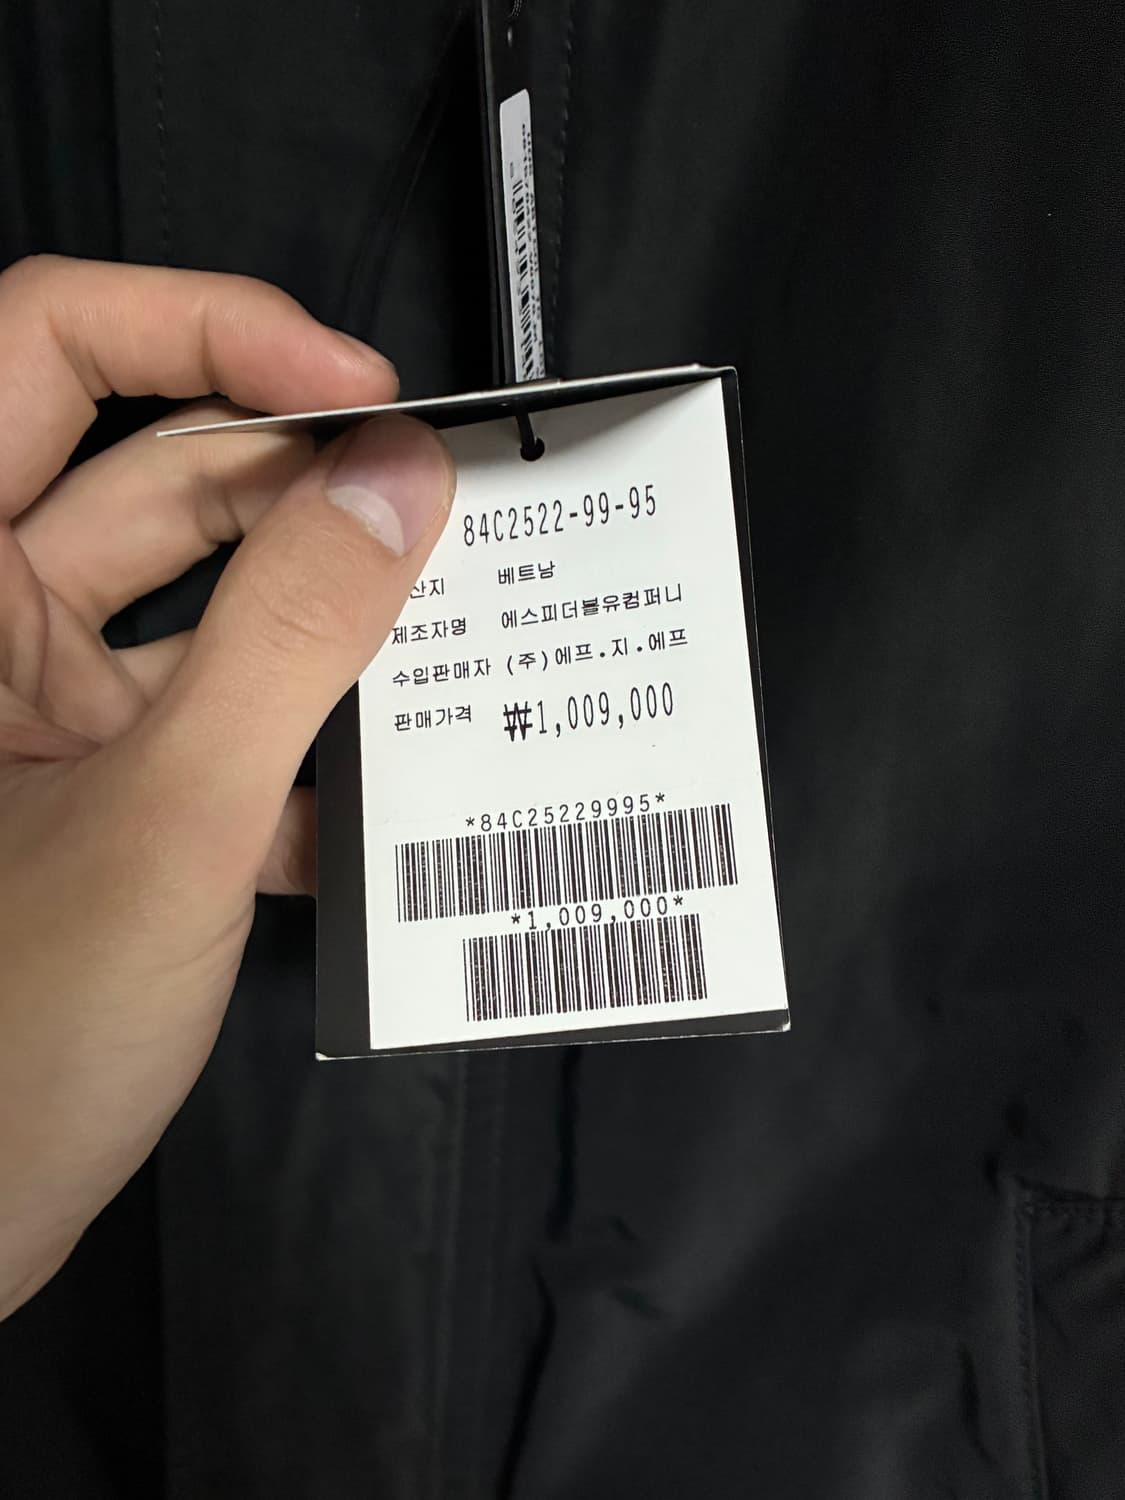 84C2522-99-95
산지 베트남
제조자명 에스피더블유컴퍼니
수입판매자 (주)에프.지.에프
판매가격 ₩1,009,000
*84C25229995*
*1,009,000*